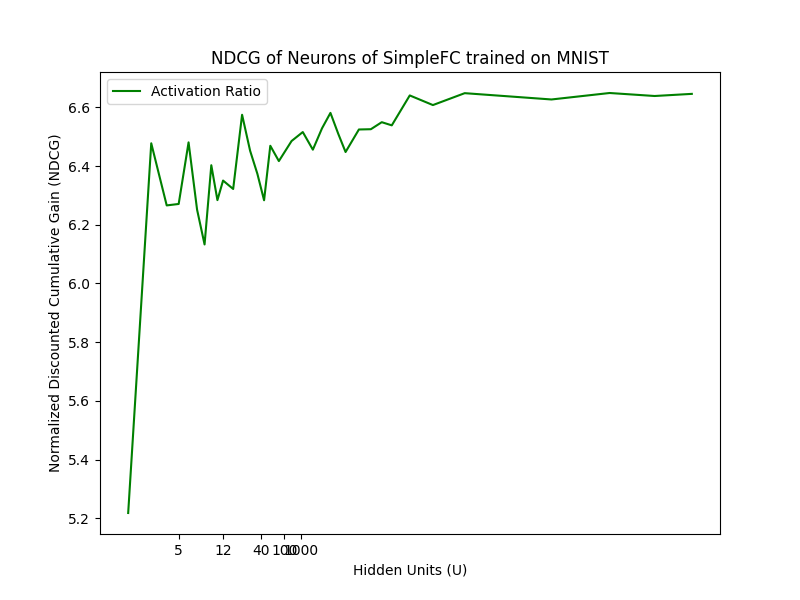 NDCG of Neurons of SimpleFC trained on MNIST
Activation Ratio
Normalized Discounted Cumulative Gain (NDCG)
6.6
6.4
6.2
6.0
5.8
5.6
5.4
5.2
5 12 40 100 1000
Hidden Units (U)